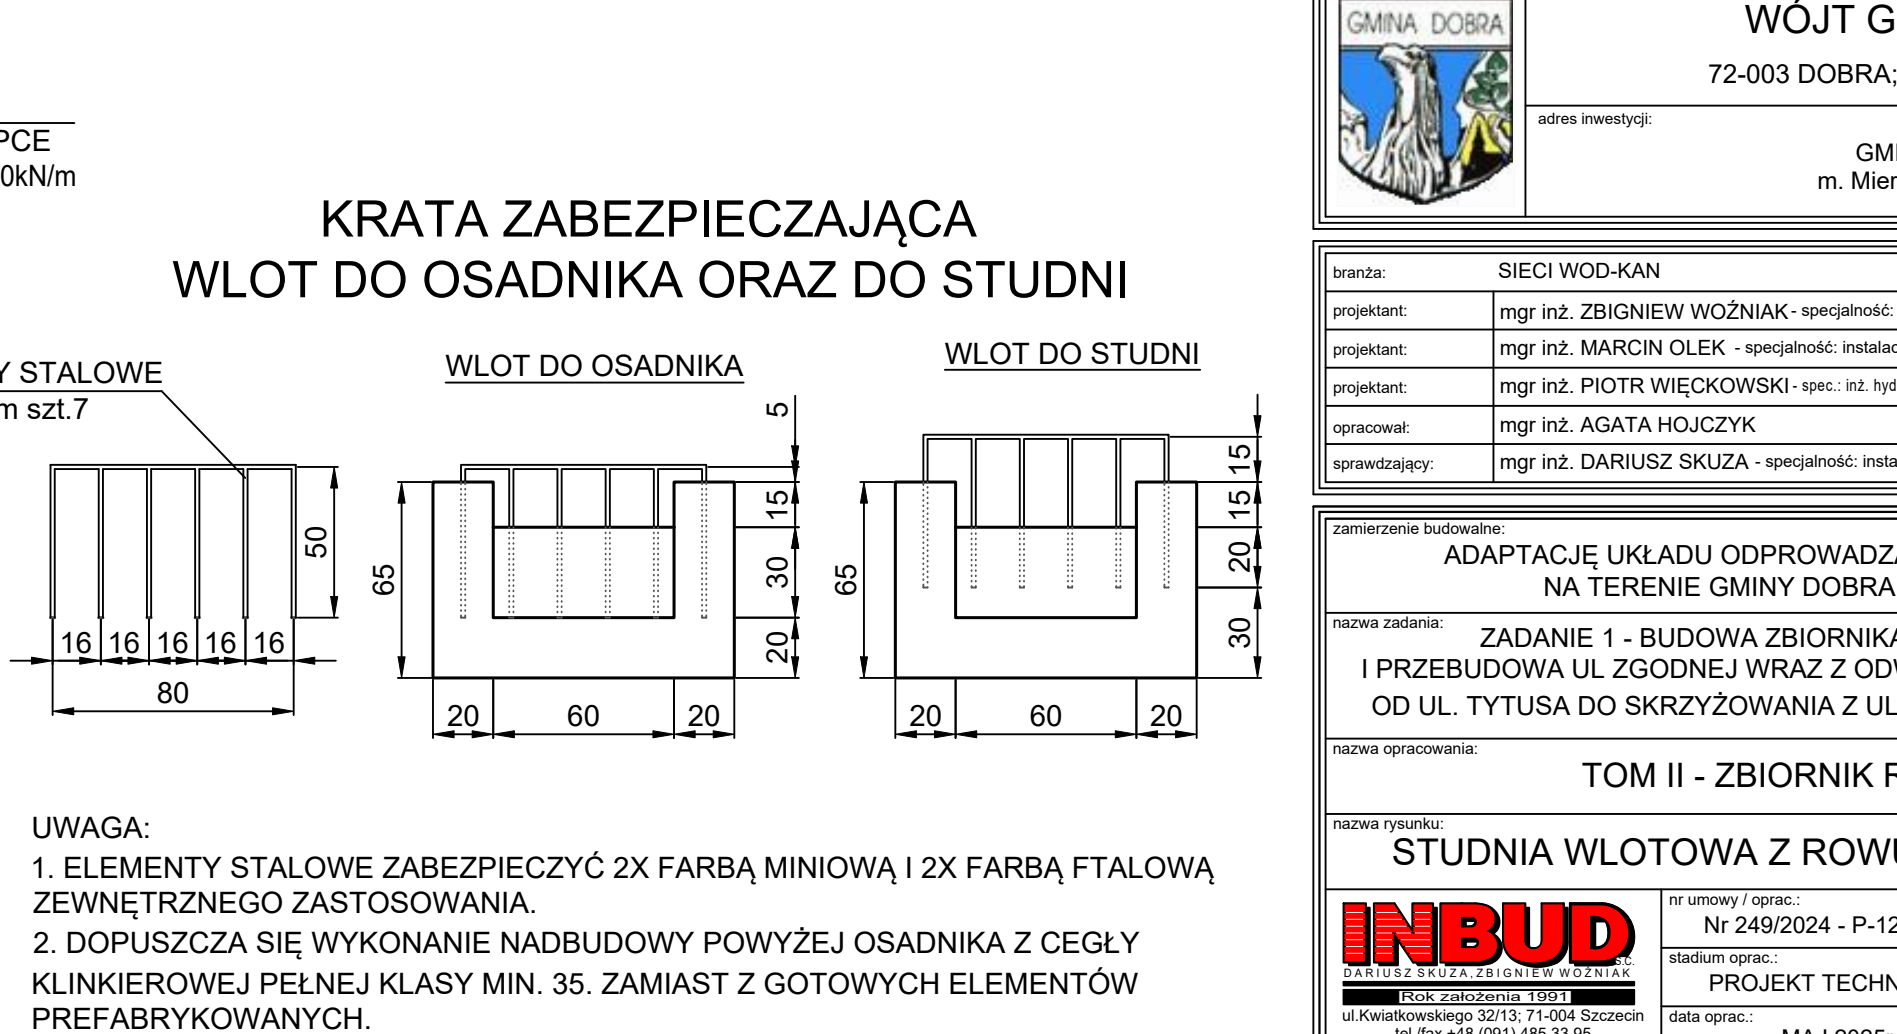 PCE
0kN/m
KRATA ZABEZPIECZAJĄCA
WLOT DO OSADNIKA ORAZ DO STUDNI
Y STALOWE
m szt.7
50
16 16 16 16 16
80
WLOT DO OSADNIKA
5
15
30
20
65
20 60 20
WLOT DO STUDNI
15
15
20
30
65
20 60 20
UWAGA:
1. ELEMENTY STALOWE ZABEZPIECZYĆ 2X FARBĄ MINIOWĄ I 2X FARBĄ FTALOWĄ
ZEWNĘTRZNEGO ZASTOSOWANIA.
2. DOPUSZCZA SIĘ WYKONANIE NADBUDOWY POWYŻEJ OSADNIKA Z CEGŁY
KLINKIEROWEJ PEŁNEJ KLASY MIN. 35. ZAMIAST Z GOTOWYCH ELEMENTÓW
PREFABRYKOWANYCH.
GMINA DOBRA
WÓJT G
72-003 DOBRA;
adres inwestycji:
GMI
m. Mier
branża: SIECI WOD-KAN
projektant: mgr inż. ZBIGNIEW WOŹNIAK - specjalność:
projektant: mgr inż. MARCIN OLEK - specjalność: instalac
projektant: mgr inż. PIOTR WIĘCKOWSKI - spec.: inż. hyd
opracował: mgr inż. AGATA HOJCZYK
sprawdzający: mgr inż. DARIUSZ SKUZA - specjalność: insta
zamierzenie budowalne:
ADAPTACJĘ UKŁADU ODPROWADZA
NA TERENIE GMINY DOBRA
nazwa zadania:
ZADANIE 1 - BUDOWA ZBIORNIKA
I PRZEBUDOWA UL ZGODNEJ WRAZ Z ODW
OD UL. TYTUSA DO SKRZYŻOWANIA Z UL
nazwa opracowania:
TOM II - ZBIORNIK R
nazwa rysunku:
STUDNIA WLOTOWA Z ROWU
INBUD
S.C.
DARIUSZ SKUZA, ZBIGNIEW WOŹNIAK
Rok założenia 1991
ul.Kwiatkowskiego 32/13; 71-004 Szczecin
tel./fax +48 (091) 485 33 95
nr umowy / oprac.:
Nr 249/2024 - P-12
stadium oprac.:
PROJEKT TECHN
data oprac.:
MAJ 2025